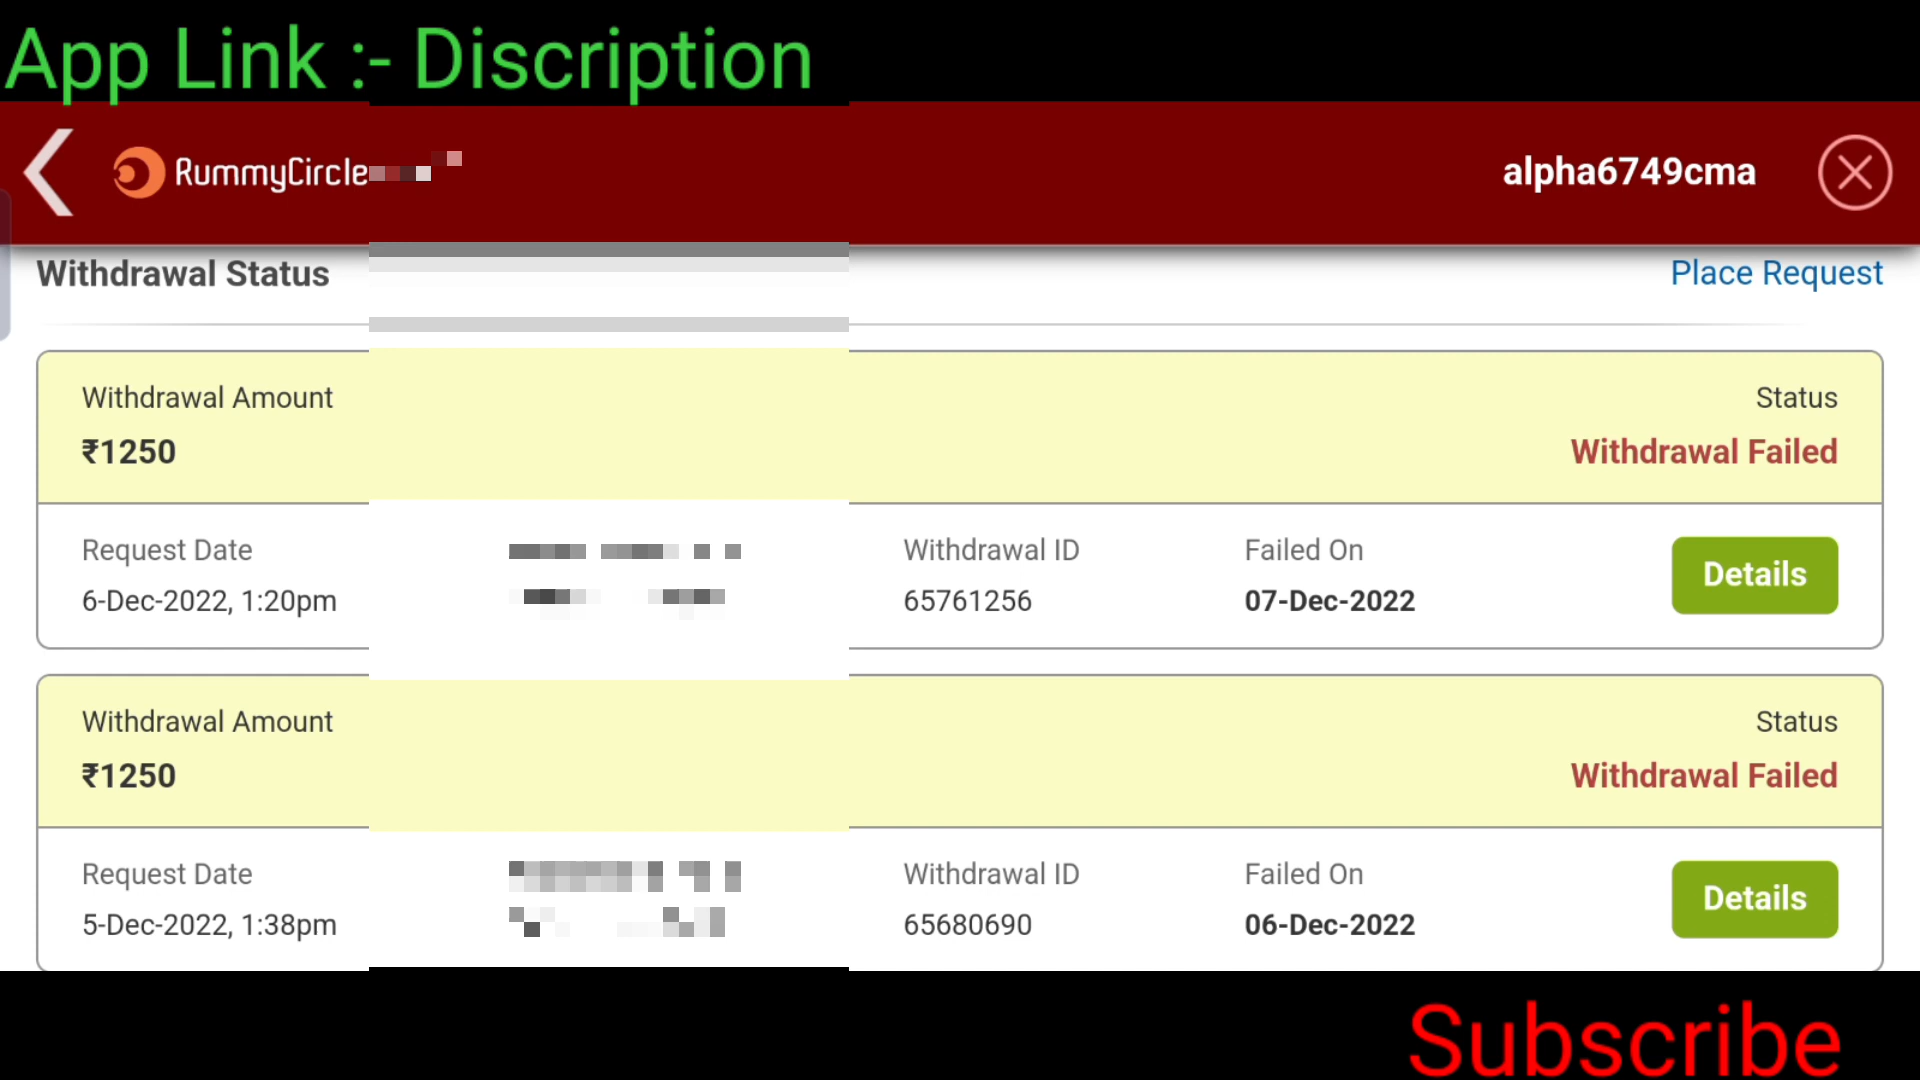 App Link :- Discription
RummyCircle
alpha6749cma
Withdrawal Status
Place Request
Withdrawal Amount
Status
₹1250
Withdrawal Failed
Request Date
Withdrawal ID
Failed On
Details
6-Dec-2022, 1:20pm
65761256
07-Dec-2022
Withdrawal Amount
Status
₹1250
Withdrawal Failed
Request Date
Withdrawal ID
Failed On
Details
5-Dec-2022, 1:38pm
65680690
06-Dec-2022
Subscribe